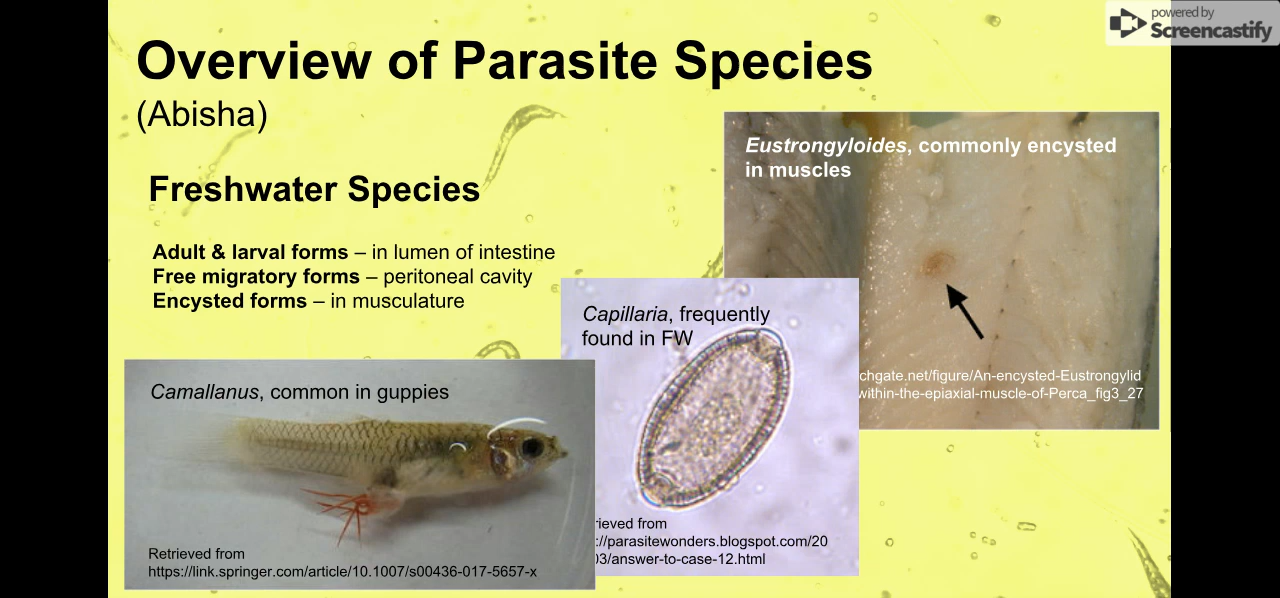 powered by
Screencastify
Overview of Parasite Species
(Abisha)
Freshwater Species
Adult & larval forms – in lumen of intestine
Free migratory forms – peritoneal cavity
Encysted forms – in musculature
Eustrongyloides, commonly encysted
in muscles
chgate.net/figure/An-encysted-Eustrongylid
within-the-epiaxial-muscle-of-Perca_fig3_27
Capillaria, frequently
found in FW
rieved from
://parasitewonders.blogspot.com/20
03/answer-to-case-12.html
Camallanus, common in guppies
Retrieved from
https://link.springer.com/article/10.1007/s00436-017-5657-x